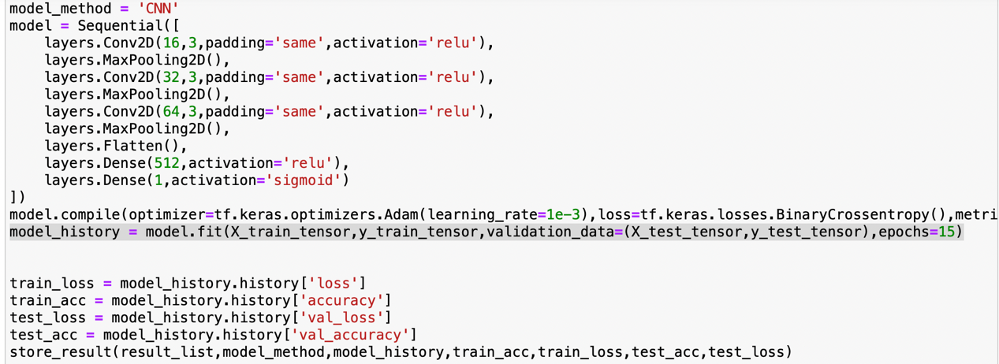 model_method = 'CNN'
model = Sequential([
    layers.Conv2D(16,3,padding='same',activation='relu'),
    layers.MaxPooling2D(),
    layers.Conv2D(32,3,padding='same',activation='relu'),
    layers.MaxPooling2D(),
    layers.Conv2D(64,3,padding='same',activation='relu'),
    layers.MaxPooling2D(),
    layers.Flatten(),
    layers.Dense(512,activation='relu'),
    layers.Dense(1,activation='sigmoid')
])
model.compile(optimizer=tf.keras.optimizers.Adam(learning_rate=1e-3),loss=tf.keras.losses.BinaryCrossentropy(),metri
model_history = model.fit(X_train_tensor,y_train_tensor,validation_data=(X_test_tensor,y_test_tensor),epochs=15)
train_loss = model_history.history['loss']
train_acc = model_history.history['accuracy']
test_loss = model_history.history['val_loss']
test_acc = model_history.history['val_accuracy']
store_result(result_list,model_method,model_history,train_acc,train_loss,test_acc,test_loss)